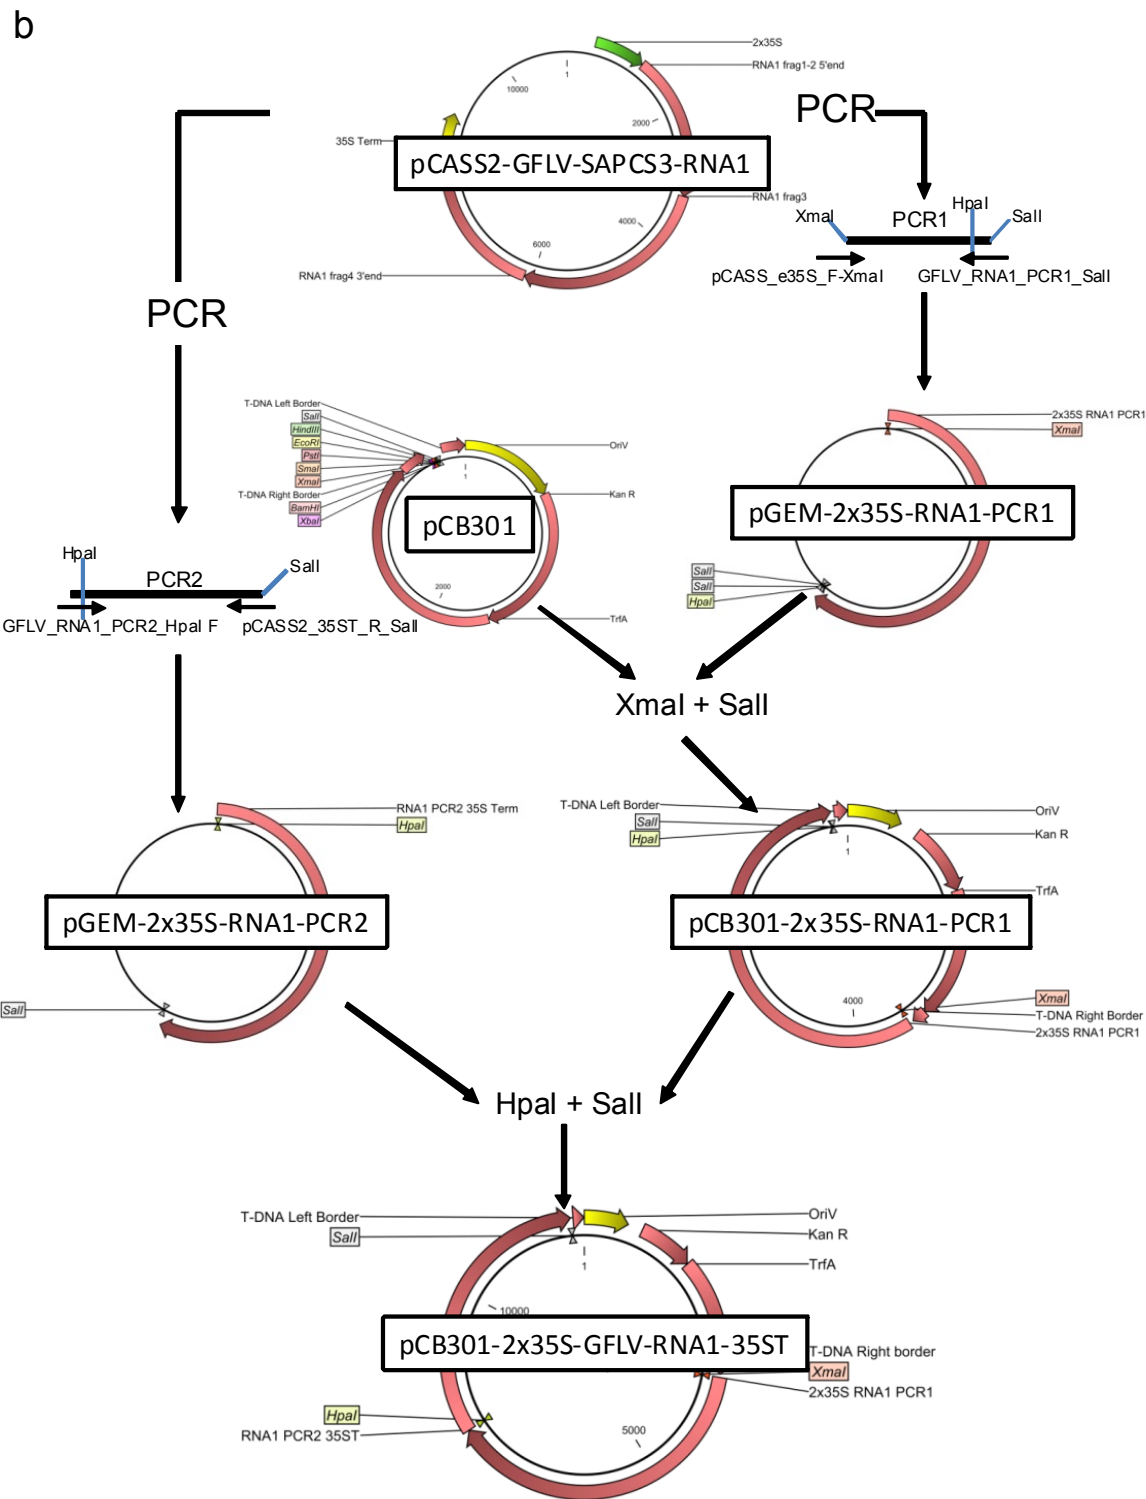 b
2x35S
RNA1 frag1-2 5'end
1
10000
2000
PCR
35S Term
pCASS2-GFLV-SAPCS3-RNA1
RNA1 frag3
4000
6000
RNA1 frag4 3'end
XmaI
PCR1
HpaI
SalI
pCASS_e35S_F-XmaI
GFLV_RNA1_PCR1_SalI
PCR
T-DNA Left Border
SalI
HindIII
EcoRI
PstI
SmaI
XmaI
T-DNA Right Border
BamHI
XbaI
OriV
1
Kan R
pCB301
2000
TrfA
2x35S RNA1 PCR1
XmaI
pGEM-2x35S-RNA1-PCR1
SalI
SalI
HpaI
HpaI
PCR2
SalI
GFLV_RNA1_PCR2_HpaI F
pCASS2_35ST_R_SalI
XmaI + SalI
RNA1 PCR2 35S Term
HpaI
pGEM-2x35S-RNA1-PCR2
SalI
T-DNA Left Border
SalI
HpaI
OriV
Kan R
1
TrfA
pCB301-2x35S-RNA1-PCR1
4000
XmaI
T-DNA Right Border
2x35S RNA1 PCR1
HpaI + SalI
T-DNA Left Border
SalI
OriV
Kan R
TrfA
1
10000
pCB301-2x35S-GFLV-RNA1-35ST
T-DNA Right border
XmaI
2x35S RNA1 PCR1
HpaI
RNA1 PCR2 35ST
5000